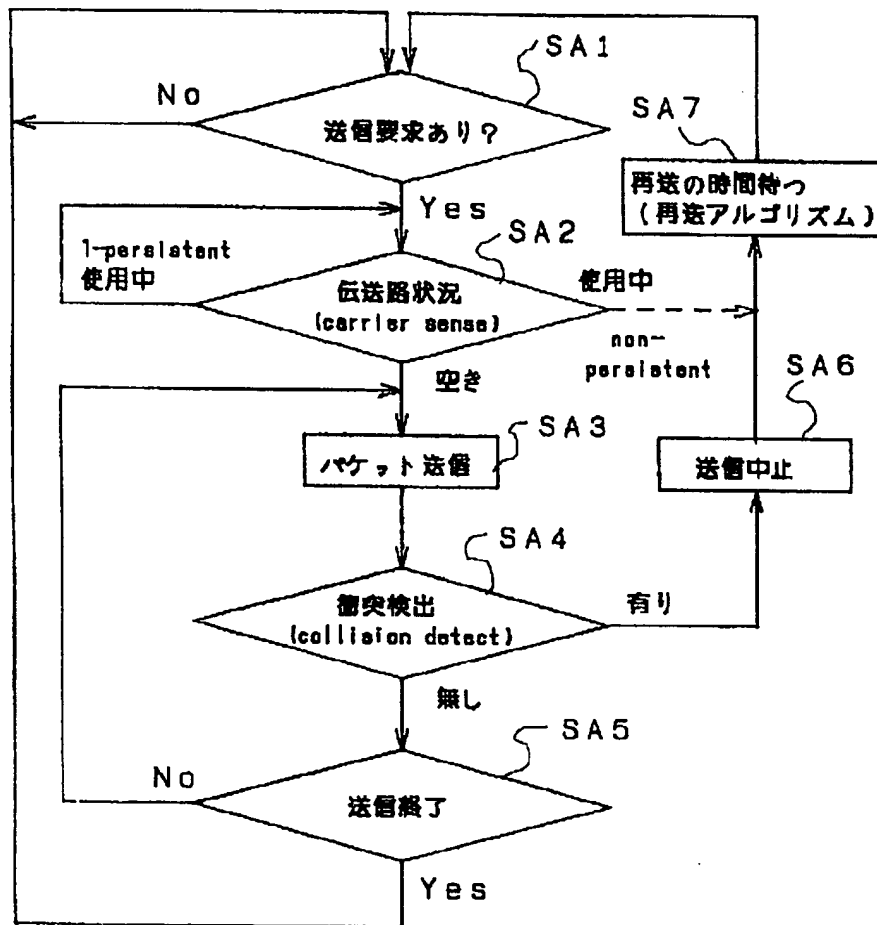 SA1
No
送信要求あり?
SA7
再送の時間待つ
(再送アルゴリズム)
Yes
1-persistent
使用中
SA2
伝送路状況
(carrier sense)
使用中
non-
persistent
空き
SA6
SA3
パケット送信
送信中止
SA4
衝突検出
(collision detect)
有り
無し
SA5
No
送信終了
Yes